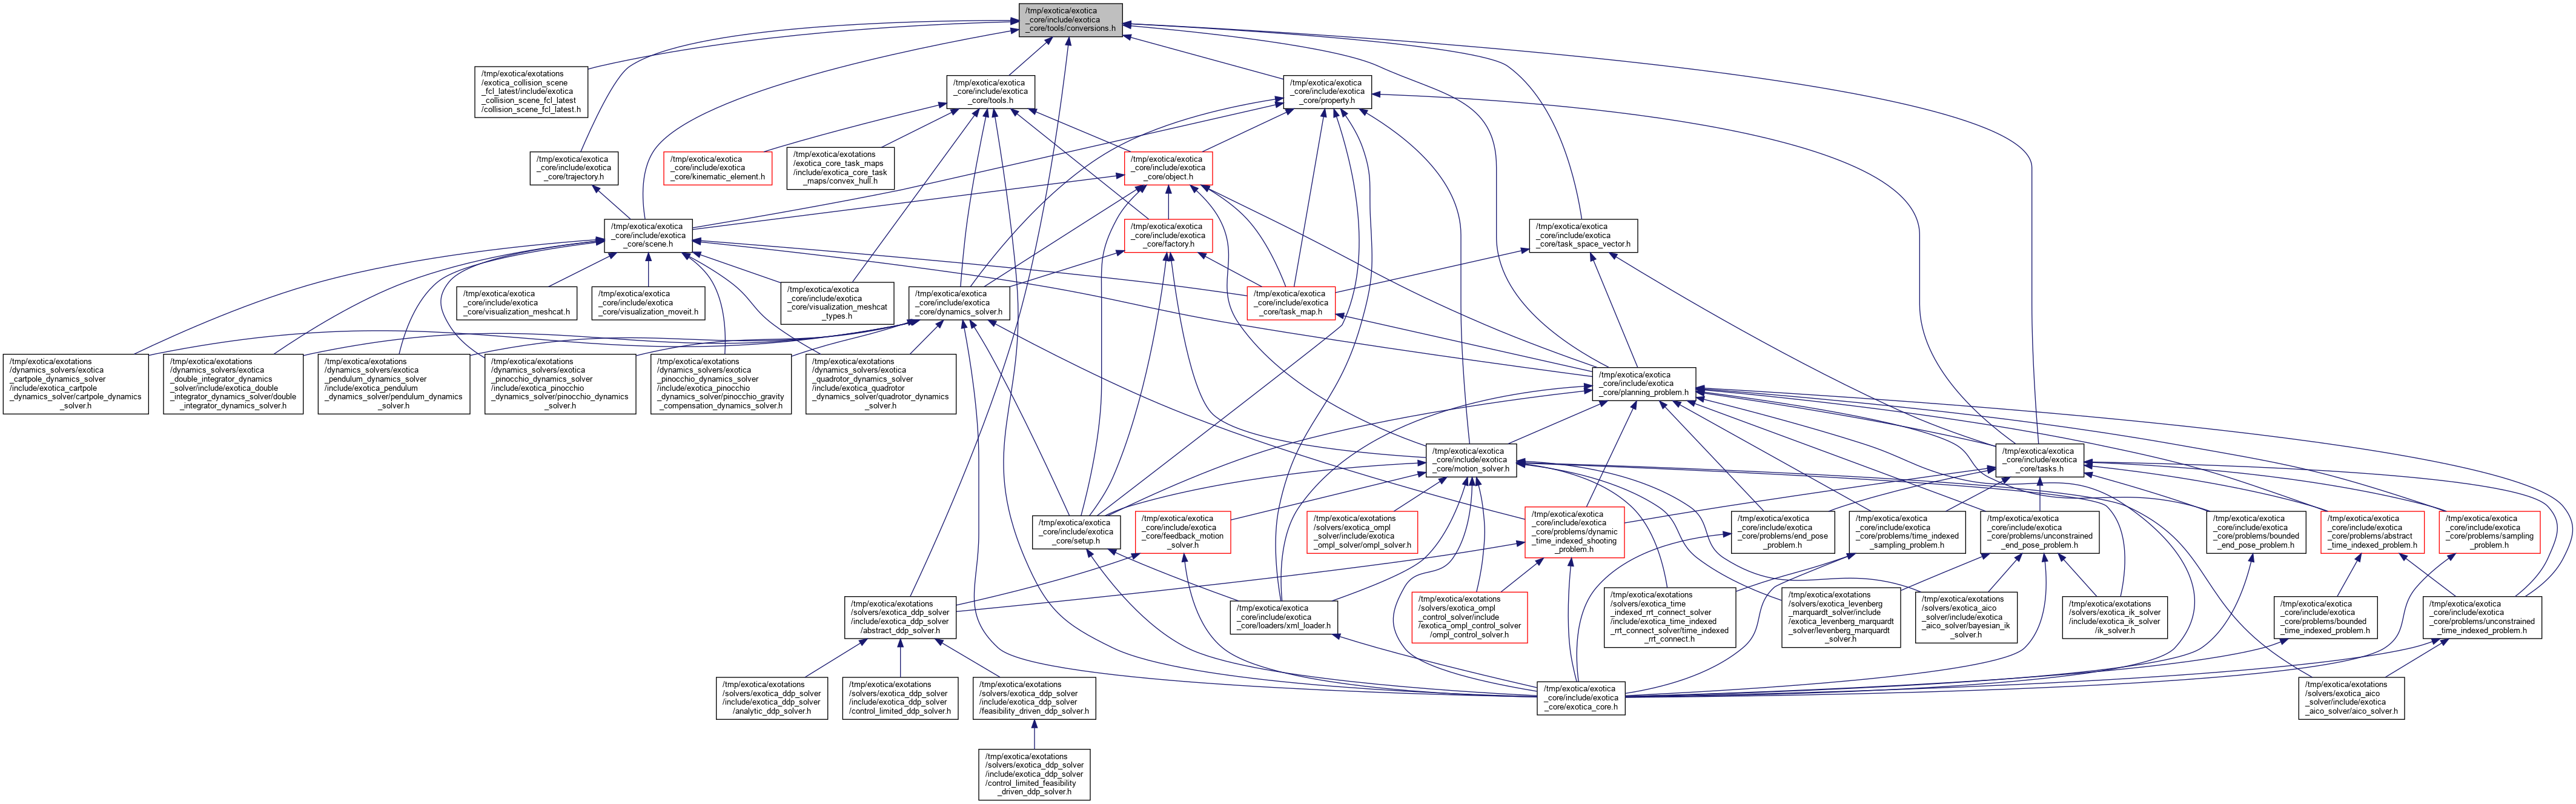 /tmp/exotica/exotica
_core/include/exotica
_core/tools/conversions.h
/tmp/exotica/exotations
/exotica_collision_scene
_fcl_latest/include/exotica
_collision_scene_fcl_latest
/collision_scene_fcl_latest.h
/tmp/exotica/exotica
_core/include/exotica
_core/tools.h
/tmp/exotica/exotica
_core/include/exotica
_core/property.h
/tmp/exotica/exotica
_core/include/exotica
_core/trajectory.h
/tmp/exotica/exotica
_core/include/exotica
_core/kinematic_element.h
/tmp/exotica/exotations
/exotica_core_task_maps
/include/exotica_core_task
_maps/convex_hull.h
/tmp/exotica/exotica
_core/include/exotica
_core/object.h
/tmp/exotica/exotica
_core/include/exotica
_core/scene.h
/tmp/exotica/exotica
_core/include/exotica
_core/factory.h
/tmp/exotica/exotica
_core/include/exotica
_core/task_space_vector.h
/tmp/exotica/exotica
_core/include/exotica
_core/visualization_meshcat.h
/tmp/exotica/exotica
_core/include/exotica
_core/visualization_moveit.h
/tmp/exotica/exotica
_core/include/exotica
_core/visualization_meshcat
_types.h
/tmp/exotica/exotica
_core/include/exotica
_core/dynamics_solver.h
/tmp/exotica/exotica
_core/include/exotica
_core/task_map.h
/tmp/exotica/exotations
/dynamics_solvers/exotica
_cartpole_dynamics_solver
/include/exotica_cartpole
_dynamics_solver/cartpole_dynamics
_solver.h
/tmp/exotica/exotations
/dynamics_solvers/exotica
_double_integrator_dynamics
_solver/include/exotica_double
_integrator_dynamics_solver/double
_integrator_dynamics_solver.h
/tmp/exotica/exotations
/dynamics_solvers/exotica
_pendulum_dynamics_solver
/include/exotica_pendulum
_dynamics_solver/pendulum_dynamics
_solver.h
/tmp/exotica/exotations
/dynamics_solvers/exotica
_pinocchio_dynamics_solver
/include/exotica_pinocchio
_dynamics_solver/pinocchio_dynamics
_solver.h
/tmp/exotica/exotations
/dynamics_solvers/exotica
_pinocchio_dynamics_solver
/include/exotica_pinocchio
_dynamics_solver/pinocchio_gravity
_compensation_dynamics_solver.h
/tmp/exotica/exotations
/dynamics_solvers/exotica
_quadrotor_dynamics_solver
/include/exotica_quadrotor
_dynamics_solver/quadrotor_dynamics
_solver.h
/tmp/exotica/exotica
_core/include/exotica
_core/planning_problem.h
/tmp/exotica/exotica
_core/include/exotica
_core/motion_solver.h
/tmp/exotica/exotica
_core/include/exotica
_core/tasks.h
/tmp/exotica/exotica
_core/include/exotica
_core/setup.h
/tmp/exotica/exotica
_core/include/exotica
_core/feedback_motion
_solver.h
/tmp/exotica/exotations
/solvers/exotica_ompl
_solver/include/exotica
_ompl_solver/ompl_solver.h
/tmp/exotica/exotica
_core/include/exotica
_core/problems/dynamic
_time_indexed_shooting
_problem.h
/tmp/exotica/exotica
_core/include/exotica
_core/problems/end_pose
_problem.h
/tmp/exotica/exotica
_core/include/exotica
_core/problems/time_indexed
_sampling_problem.h
/tmp/exotica/exotica
_core/include/exotica
_core/problems/unconstrained
_end_pose_problem.h
/tmp/exotica/exotica
_core/include/exotica
_core/problems/bounded
_end_pose_problem.h
/tmp/exotica/exotica
_core/include/exotica
_core/problems/abstract
_time_indexed_problem.h
/tmp/exotica/exotica
_core/include/exotica
_core/problems/sampling
_problem.h
/tmp/exotica/exotations
/solvers/exotica_ddp_solver
/include/exotica_ddp_solver
/abstract_ddp_solver.h
/tmp/exotica/exotica
_core/include/exotica
_core/loaders/xml_loader.h
/tmp/exotica/exotations
/solvers/exotica_ompl
_control_solver/include
/exotica_ompl_control_solver
/ompl_control_solver.h
/tmp/exotica/exotations
/solvers/exotica_time
_indexed_rrt_connect_solver
/include/exotica_time_indexed
_rrt_connect_solver/time_indexed
_rrt_connect.h
/tmp/exotica/exotations
/solvers/exotica_levenberg
_marquardt_solver/include
/exotica_levenberg_marquardt
_solver/levenberg_marquardt
_solver.h
/tmp/exotica/exotations
/solvers/exotica_aico
_solver/include/exotica
_aico_solver/bayesian_ik
_solver.h
/tmp/exotica/exotations
/solvers/exotica_ik_solver
/include/exotica_ik_solver
/ik_solver.h
/tmp/exotica/exotica
_core/include/exotica
_core/problems/bounded
_time_indexed_problem.h
/tmp/exotica/exotica
_core/include/exotica
_core/problems/unconstrained
_time_indexed_problem.h
/tmp/exotica/exotations
/solvers/exotica_ddp_solver
/include/exotica_ddp_solver
/analytic_ddp_solver.h
/tmp/exotica/exotations
/solvers/exotica_ddp_solver
/include/exotica_ddp_solver
/control_limited_ddp_solver.h
/tmp/exotica/exotations
/solvers/exotica_ddp_solver
/include/exotica_ddp_solver
/feasibility_driven_ddp_solver.h
/tmp/exotica/exotica
_core/include/exotica
_core/exotica_core.h
/tmp/exotica/exotations
/solvers/exotica_aico
_solver/include/exotica
_aico_solver/aico_solver.h
/tmp/exotica/exotations
/solvers/exotica_ddp_solver
/include/exotica_ddp_solver
/control_limited_feasibility
_driven_ddp_solver.h